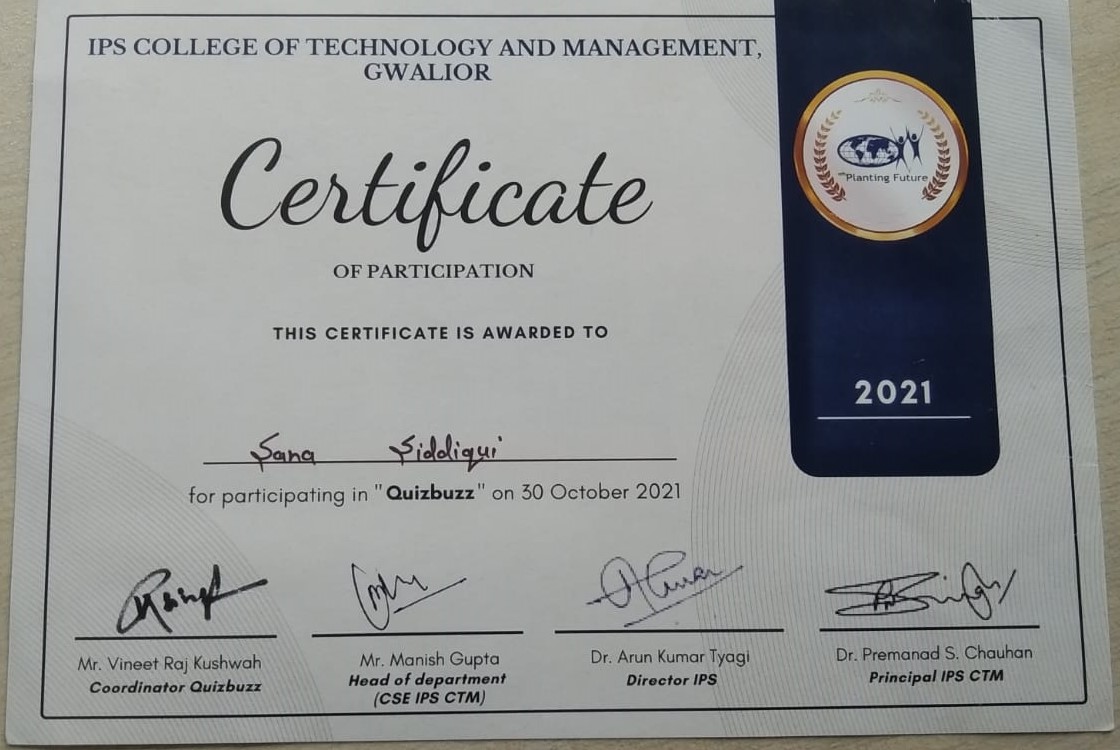 IPS COLLEGE OF TECHNOLOGY AND MANAGEMENT,
GWALIOR
Certificate
OF PARTICIPATION
THIS CERTIFICATE IS AWARDED TO
Sana Siddiqui
for participating in "Quizbuzz" on 30 October 2021
Planting Future
2021
Mr. Vineet Raj Kushwah
Coordinator Quizbuzz
Mr. Manish Gupta
Head of department
(CSE IPS CTM)
Dr. Arun Kumar Tyagi
Director IPS
Dr. Premanad S. Chauhan
Principal IPS CTM